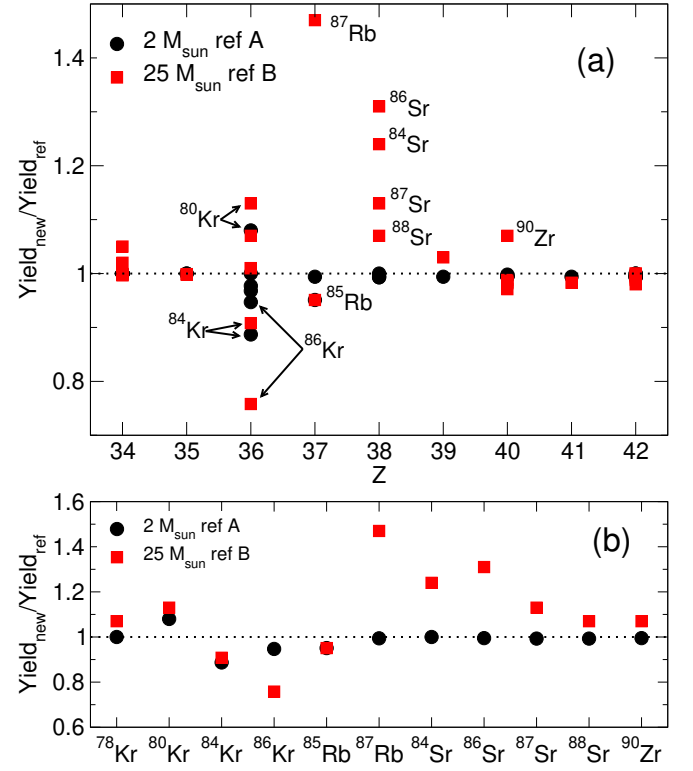 2 M_sun ref A
25 M_sun ref B
(a)
⁸⁷Rb
⁸⁶Sr
⁸⁴Sr
⁸⁰Kr
⁸⁷Sr
⁸⁸Sr
⁹⁰Zr
⁸⁵Rb
⁸⁴Kr
⁸⁶Kr
1.4
1.2
1
0.8
Yield_new/Yield_ref
34 35 36 37 38 39 40 41 42
Z
2 M_sun ref A
25 M_sun ref B
(b)
1.6
1.4
1.2
1
0.8
0.6
Yield_new/Yield_ref
⁷⁸Kr ⁸⁰Kr ⁸⁴Kr ⁸⁶Kr ⁸⁵Rb ⁸⁷Rb ⁸⁴Sr ⁸⁶Sr ⁸⁷Sr ⁸⁸Sr ⁹⁰Zr